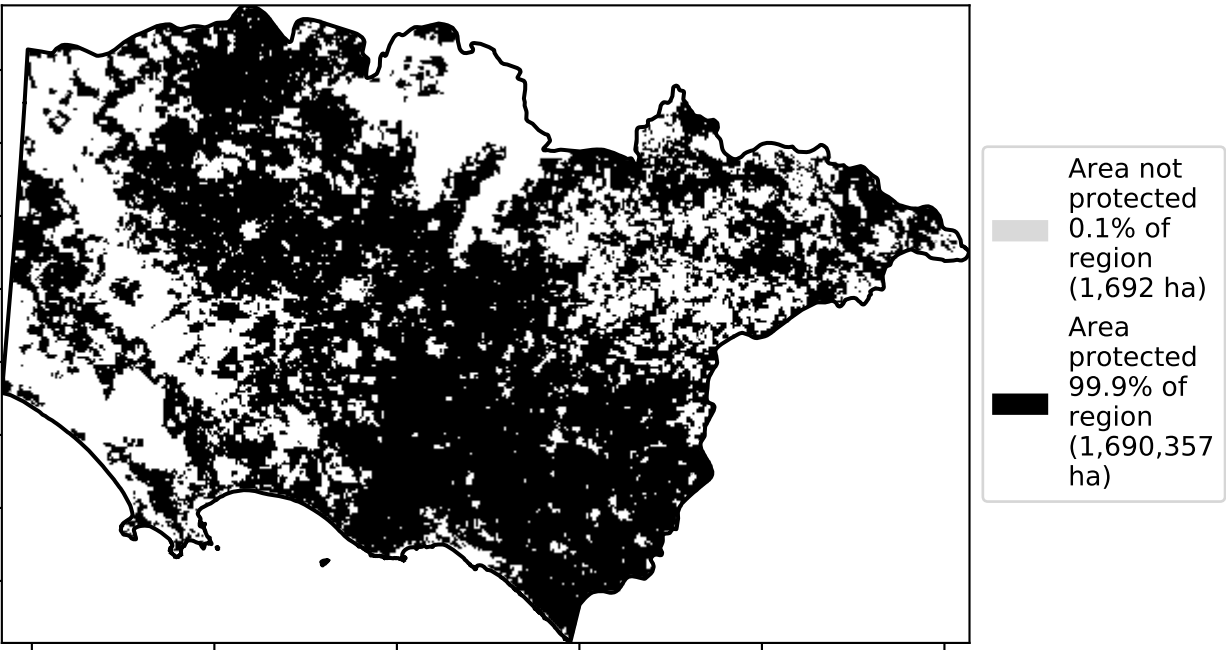 Area not
protected
0.1% of
region
(1,692 ha)
Area
protected
99.9% of
region
(1,690,357
ha)